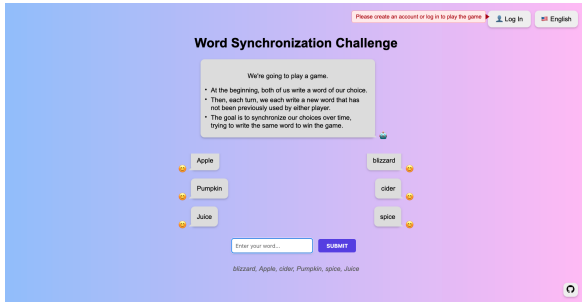 Please create an account or log in to play the game
Log In
English
Word Synchronization Challenge
We're going to play a game.
• At the beginning, both of us write a word of our choice.
• Then, each turn, we each write a new word that has
not been previously used by either player.
• The goal is to synchronize our choices over time,
trying to write the same word to win the game.
Apple
blizzard
Pumpkin
cider
Juice
spice
Enter your word...
SUBMIT
blizzard, Apple, cider, Pumpkin, spice, Juice